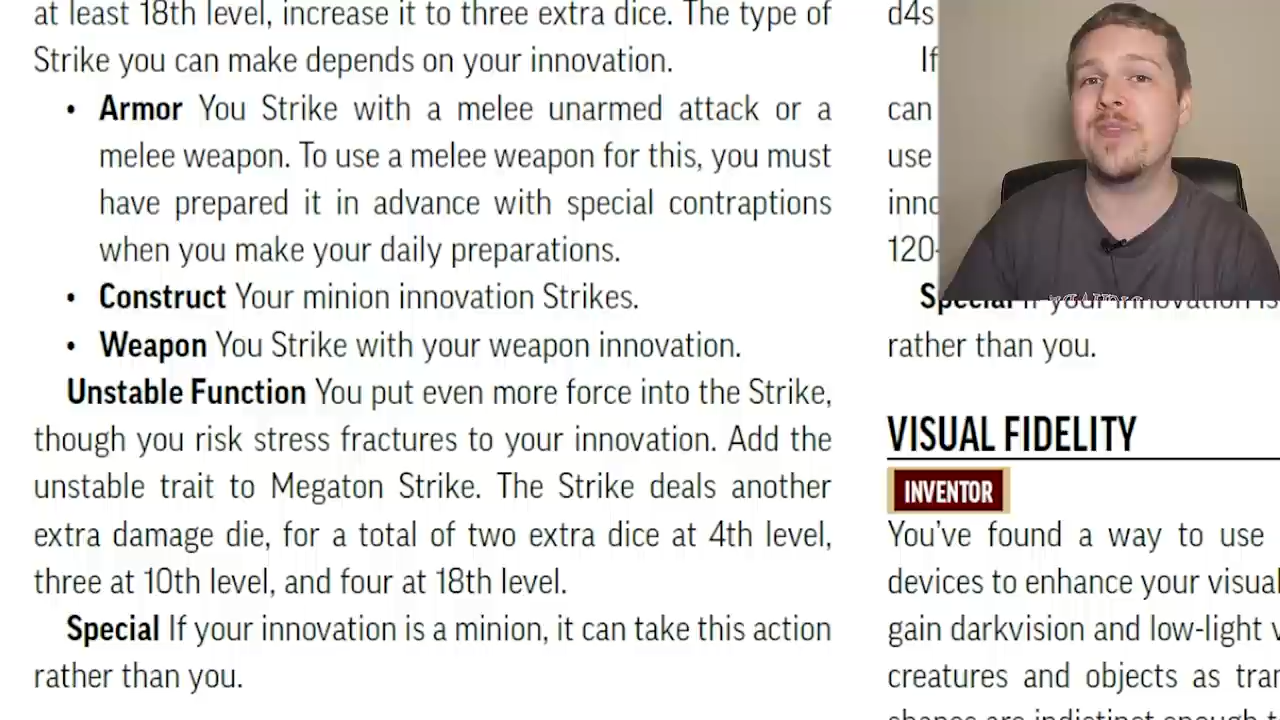 at least 18th level, increase it to three extra dice. The type of
Strike you can make depends on your innovation.
• Armor You Strike with a melee unarmed attack or a
melee weapon. To use a melee weapon for this, you must
have prepared it in advance with special contraptions
when you make your daily preparations.
• Construct Your minion innovation Strikes.
• Weapon You Strike with your weapon innovation.
Unstable Function You put even more force into the Strike,
though you risk stress fractures to your innovation. Add the
unstable trait to Megaton Strike. The Strike deals another
extra damage die, for a total of two extra dice at 4th level,
three at 10th level, and four at 18th level.
Special If your innovation is a minion, it can take this action
rather than you.
d4s
If
can
use
120-
Special If your innovation is
rather than you.
VISUAL FIDELITY
INVENTOR
You've found a way to use
devices to enhance your visual
gain darkvision and low-light
creatures and objects as